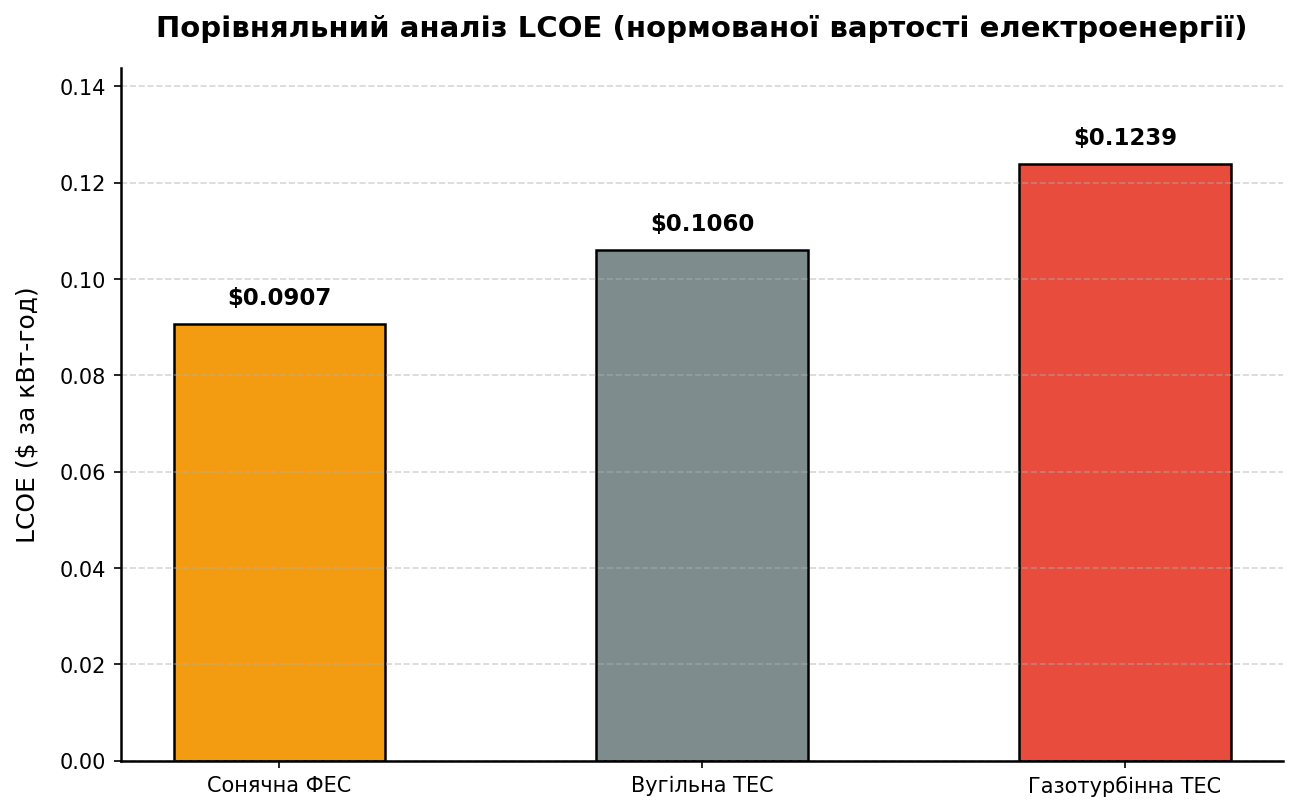 Порівняльний аналіз LCOE (нормованої вартості електроенергії)
LCOE ($ за кВт-год)
0.14
0.12
0.10
0.08
0.06
0.04
0.02
0.00
$0.0907
$0.1060
$0.1239
Сонячна ФЕС
Вугільна ТЕС
Газотурбінна ТЕС